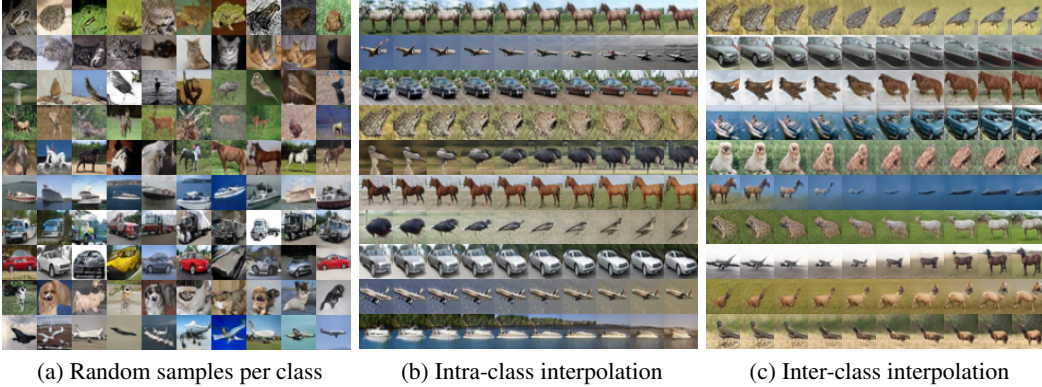 (a) Random samples per class
(b) Intra-class interpolation
(c) Inter-class interpolation